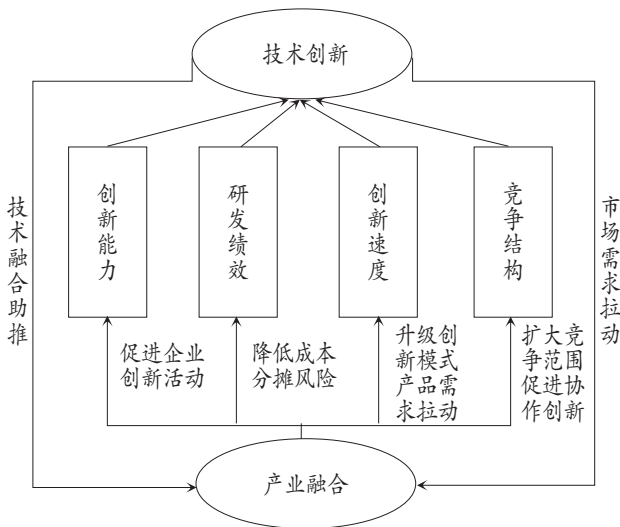 技术创新
创新能力
研发绩效
创新速度
竞争结构
技术融合助推
市场需求拉动
促进企业
创新活动
降低成本
分摊风险
升级创
新模式
产品需
求拉动
扩大竞
争范围
促进协
作创新
产业融合